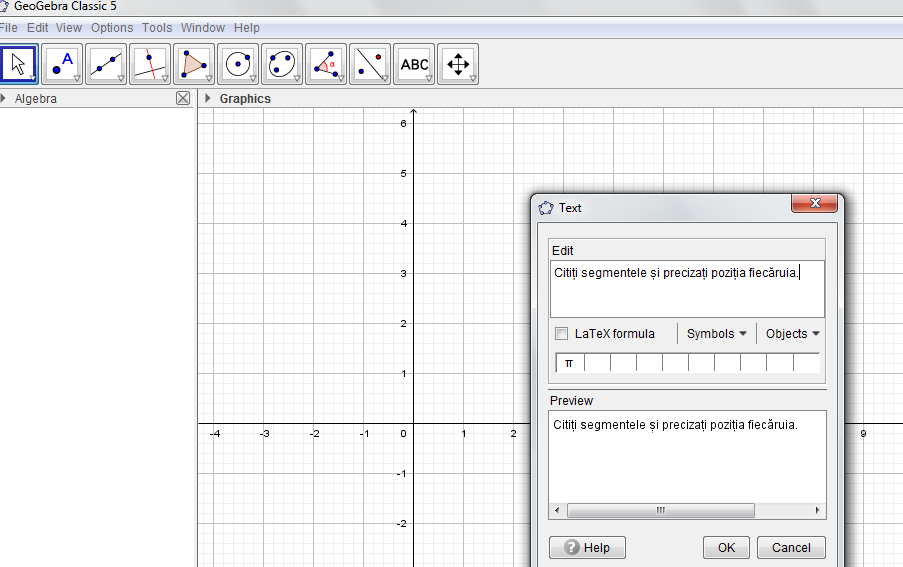 GeoGebra Classic 5
File Edit View Options Tools Window Help
A
α
ABC
Algebra
Graphics
6
5
4
3
2
1
-4 -3 -2 -1 0 1 2 9
-1
-2
Text
Edit
Citiți segmentele și precizați poziția fiecăruia.
LaTeX formula Symbols Objects
π
Preview
Citiți segmentele și precizați poziția fiecăruia.
? Help OK Cancel